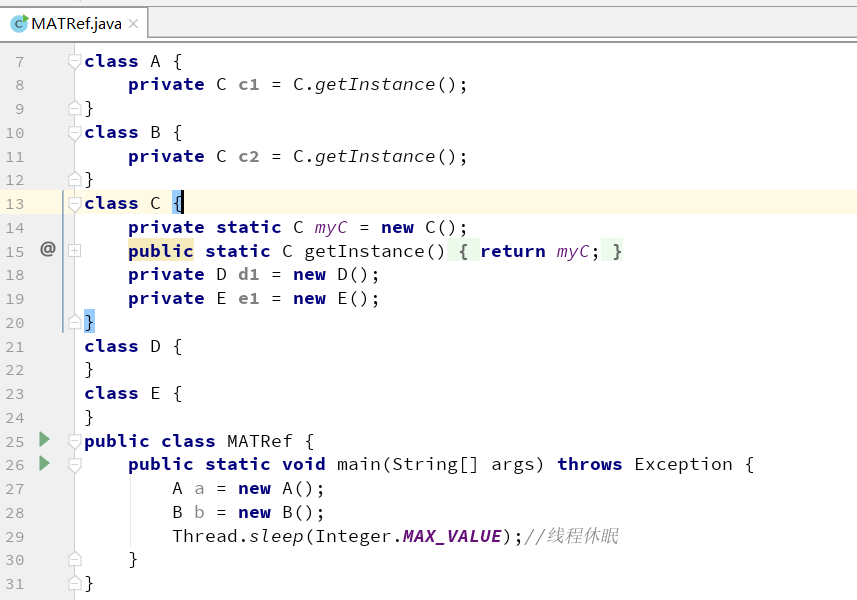 MATRef.java
7 class A {
8 private C c1 = C.getInstance();
9 }
10 class B {
11 private C c2 = C.getInstance();
12 }
13 class C {
14 private static C myC = new C();
15 @ public static C getInstance() { return myC; }
18 private D d1 = new D();
19 private E e1 = new E();
20 }
21 class D {
22 }
23 class E {
24 }
25 public class MATRef {
26 public static void main(String[] args) throws Exception {
27 A a = new A();
28 B b = new B();
29 Thread.sleep(Integer.MAX_VALUE);//线程休眠
30 }
31 }